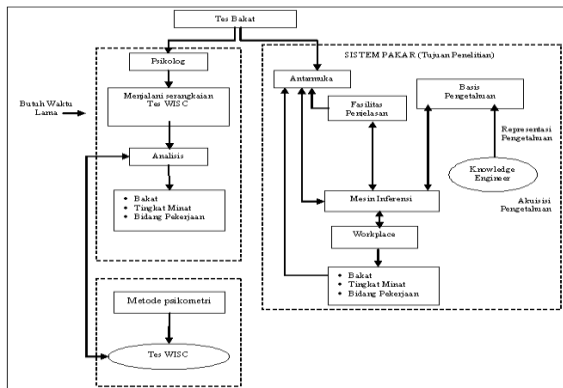 Tes Bakat
Psikolog
Menjalani serangkaian
Tes WISC
Butuh Waktu
Lama
Analisis
• Bakat
• Tingkat Minat
• Bidang Pekerjaan
Metode psikometri
Tes WISC
SISTEM PAKAR (Tujuan Penelitian)
Antarmuka
Fasilitas
Penjelasan
Basis
Pengetahuan
Representasi
Pengetahuan
Knowledge
Engineer
Akuisisi
Pengetahuan
Mesin Inferensi
Workplace
• Bakat
• Tingkat Minat
• Bidang Pekerjaan